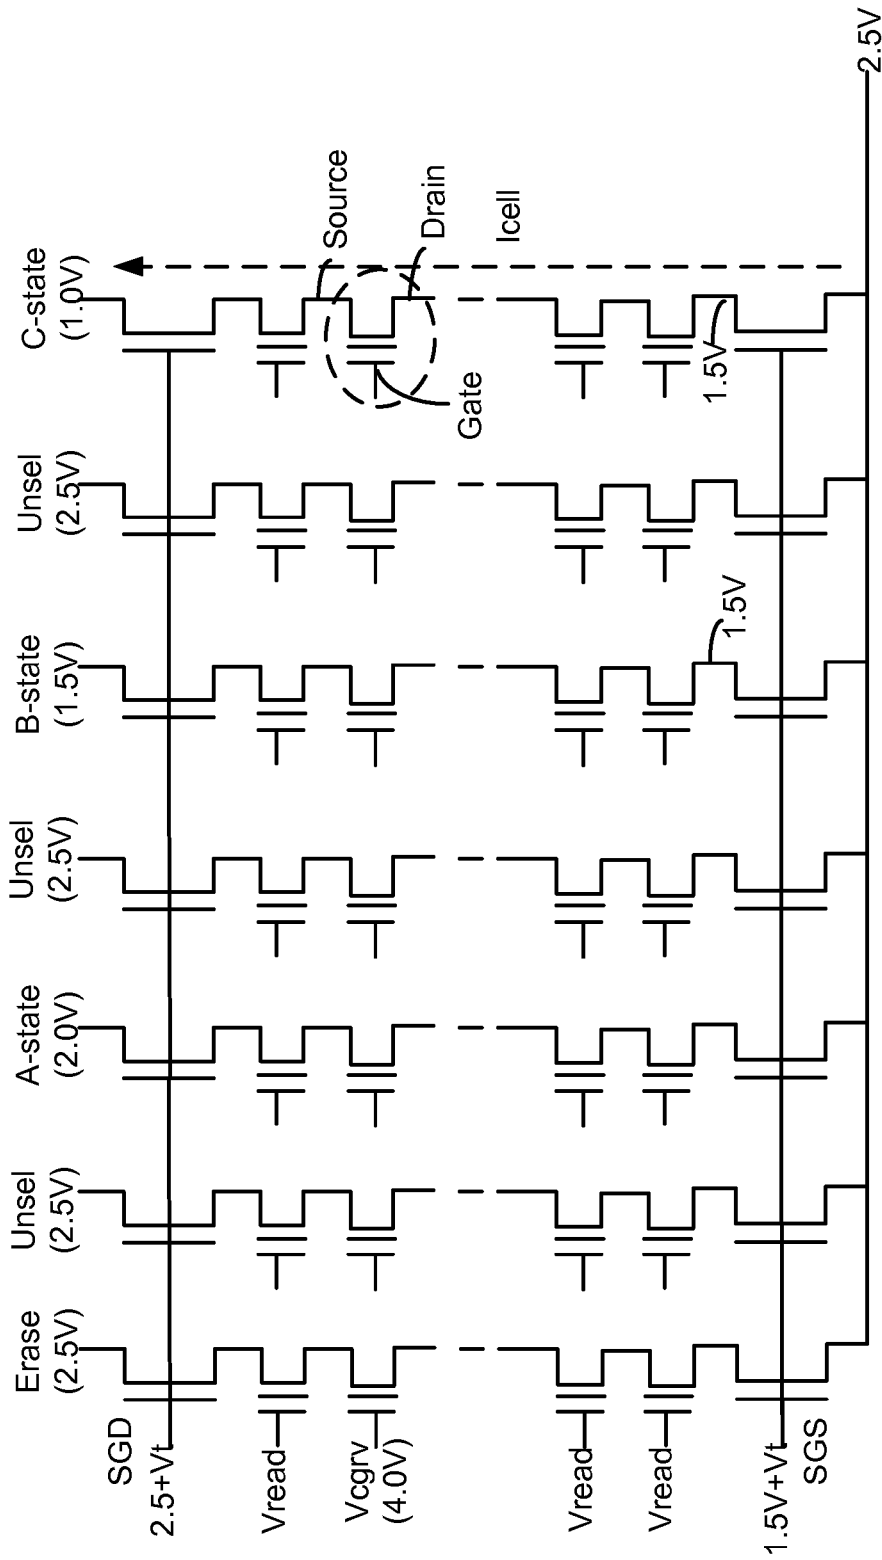 Erase
(2.5V)
Unsel
(2.5V)
A-state
(2.0V)
Unsel
(2.5V)
B-state
(1.5V)
Unsel
(2.5V)
C-state
(1.0V)
SGD
2.5+Vt
Vread
Vcgrv
(4.0V)
Source
Gate
Drain
Icell
Vread
Vread
1.5V
1.5V
1.5V+Vt
SGS
2.5V